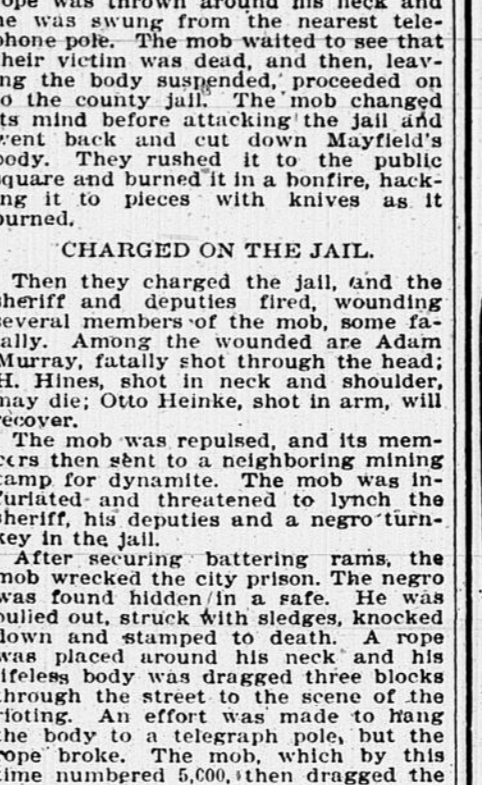 rope was thrown around his neck and
he was swung from the nearest tele-
phone pole. The mob waited to see that
their victim was dead, and then, leav-
ng the body suspended, proceeded on
o the county jail. The mob changed
ts mind before attacking the jail and
went back and cut down Mayfield's
body. They rushed it to the public
square and burned it in a bonfire, hack-
ng it to pieces with knives as it
burned.
CHARGED ON THE JAIL.
Then they charged the jail, and the
sheriff and deputies fired, wounding
several members of the mob, some fa-
ally. Among the wounded are Adam
Murray, fatally shot through the head;
H. Hines, shot in neck and shoulder,
may die; Otto Heinke, shot in arm, will
recover.
The mob was repulsed, and its mem-
bers then sent to a neighboring mining
camp for dynamite. The mob was in-
furiated and threatened to lynch the
sheriff, his deputies and a negro turn-
key in the jail.
After securing battering rams, the
mob wrecked the city prison. The negro
was found hidden in a safe. He was
pulled out, struck with sledges, knocked
down and stamped to death. A rope
was placed around his neck and his
lifeless body was dragged three blocks
through the street to the scene of the
rioting. An effort was made to hang
the body to a telegraph pole, but the
rope broke. The mob, which by this
time numbered 5,000, then dragged the